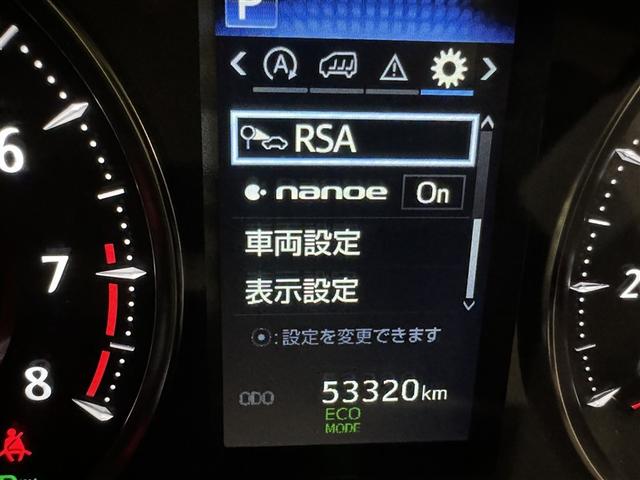 P
A
RSA
nanoe On
車両設定
表示設定
:設定を変更できます
ODO 53320km
ECO
MODE
6
7
8
2